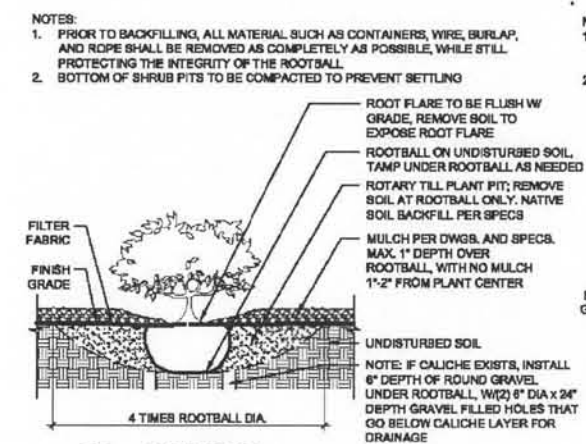 NOTES:
1. PRIOR TO BACKFILLING, ALL MATERIAL SUCH AS CONTAINERS, WIRE, BURLAP,
AND ROPE SHALL BE REMOVED AS COMPLETELY AS POSSIBLE, WHILE STILL
PROTECTING THE INTEGRITY OF THE ROOTBALL
2. BOTTOM OF SHRUB PITS TO BE COMPACTED TO PREVENT SETTLING
ROOT FLARE TO BE FLUSH W/
GRADE, REMOVE SOIL TO
EXPOSE ROOT FLARE
ROOTBALL ON UNDISTURBED SOIL,
TAMP UNDER ROOTBALL AS NEEDED
ROTARY TILL PLANT PIT; REMOVE
SOIL AT ROOTBALL ONLY. NATIVE
SOIL BACKFILL PER SPECS
FILTER
FABRIC
MULCH PER DWGS. AND SPECS.
MAX. 1" DEPTH OVER
ROOTBALL, WITH NO MULCH
1"-2" FROM PLANT CENTER
FINISH
GRADE
UNDISTURBED SOIL
NOTE: IF CALICHE EXISTS, INSTALL
6" DEPTH OF ROUND GRAVEL
UNDER ROOTBALL, W/(2) 6" DIA x 24"
DEPTH GRAVEL FILLED HOLES THAT
GO BELOW CALICHE LAYER FOR
DRAINAGE
4 TIMES ROOTBALL DIA.